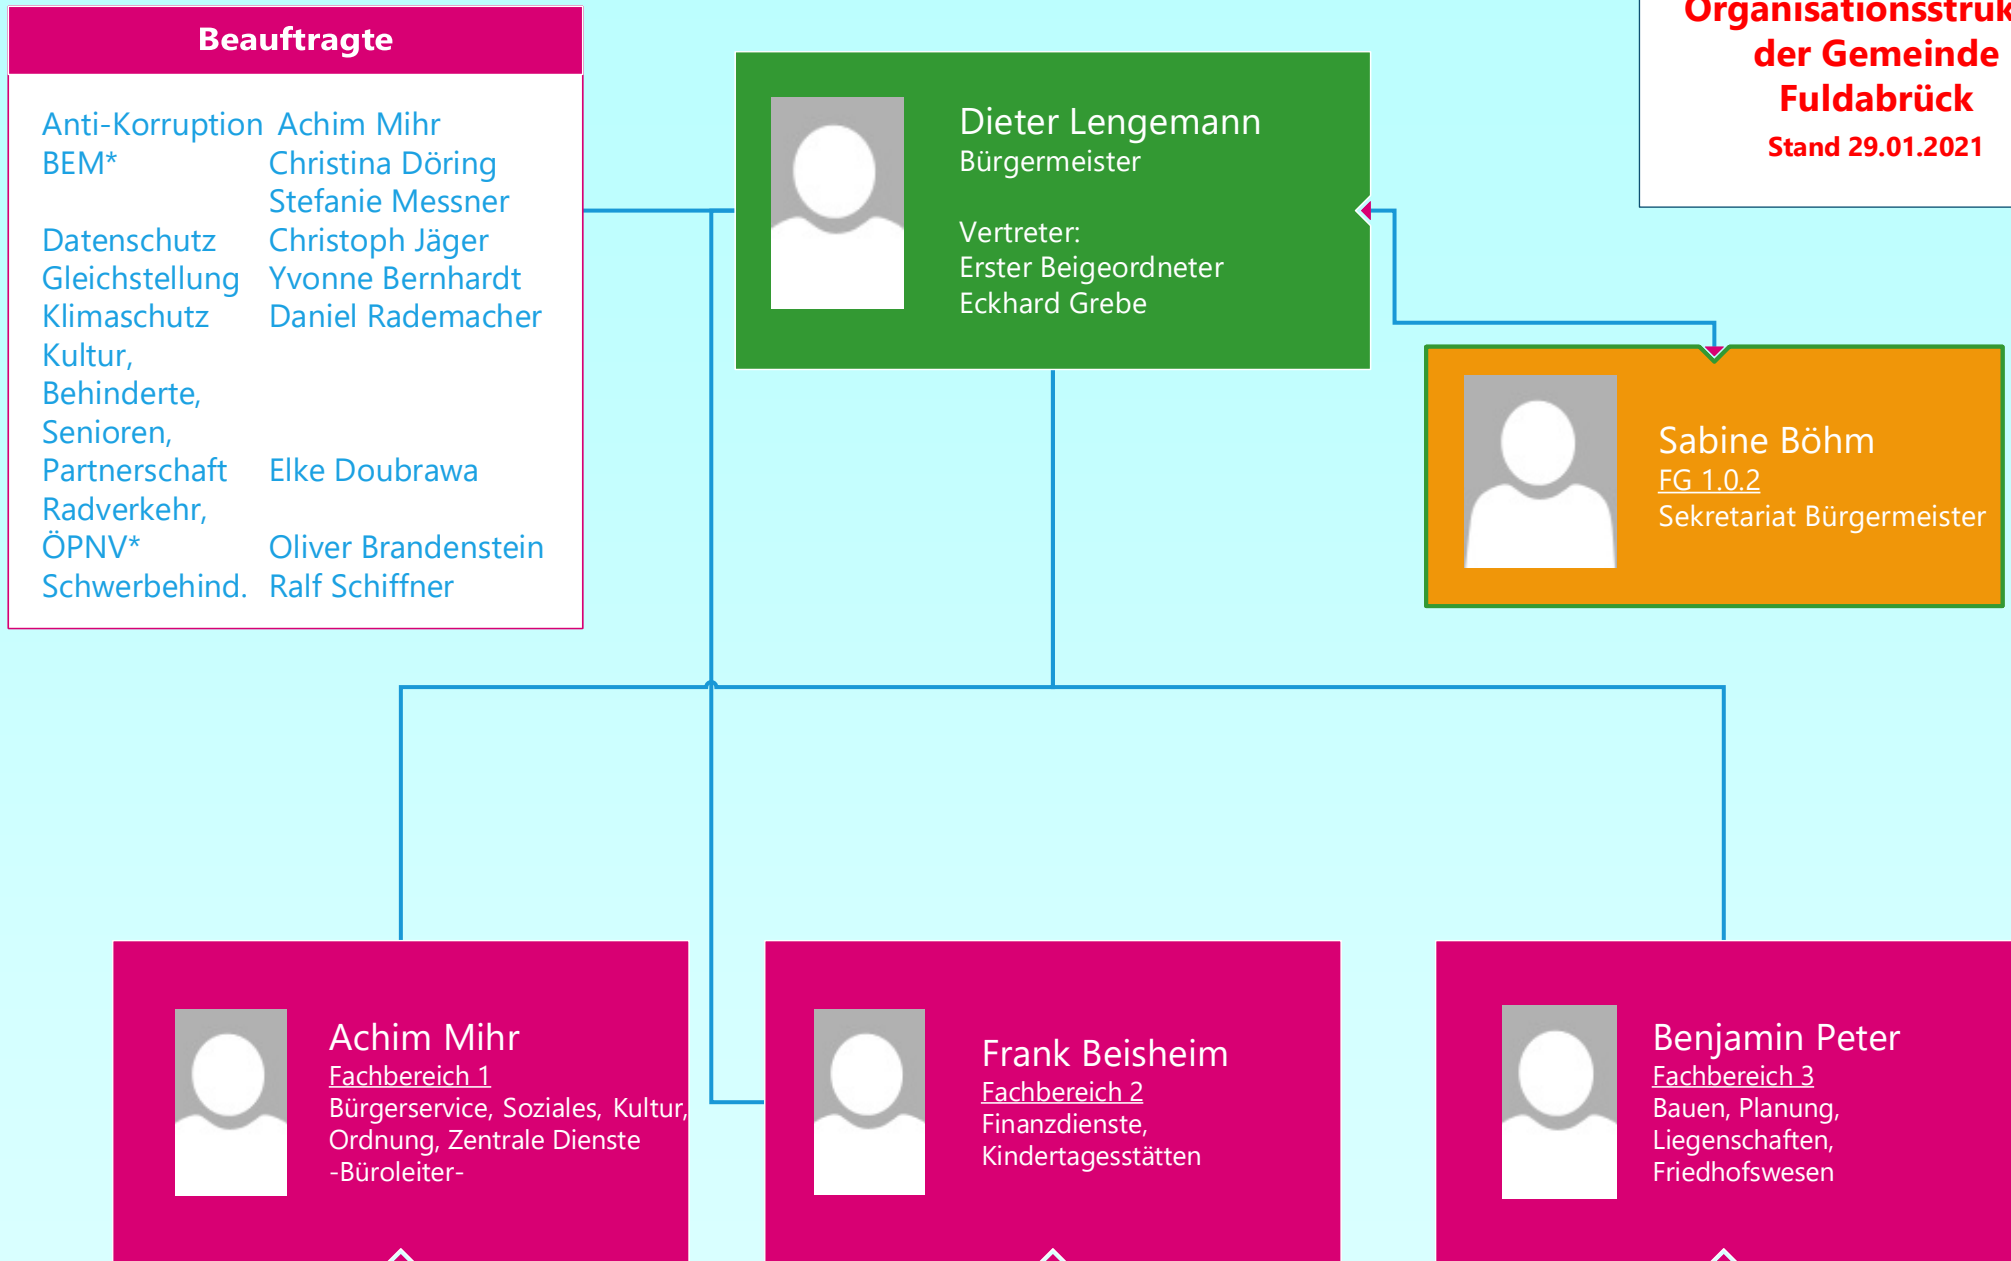 Beauftragte
Anti-Korruption Achim Mihr
BEM* Christina Döring
Stefanie Messner
Datenschutz Christoph Jäger
Gleichstellung Yvonne Bernhardt
Klimaschutz Daniel Rademacher
Kultur,
Behinderte,
Senioren,
Partnerschaft Elke Doubrawa
Radverkehr,
ÖPNV* Oliver Brandenstein
Schwerbehind. Ralf Schiffner
Dieter Lengemann
Bürgermeister
Vertreter:
Erster Beigeordneter
Eckhard Grebe
der Gemeinde
Fuldabrück
Stand 29.01.2021
Sabine Böhm
FG 1.0.2
Sekretariat Bürgermeister
Achim Mihr
Fachbereich 1
Bürgerservice, Soziales, Kultur,
Ordnung, Zentrale Dienste
-Büroleiter-
Frank Beisheim
Fachbereich 2
Finanzdienste,
Kindertagesstätten
Benjamin Peter
Fachbereich 3
Bauen, Planung,
Liegenschaften,
Friedhofswesen